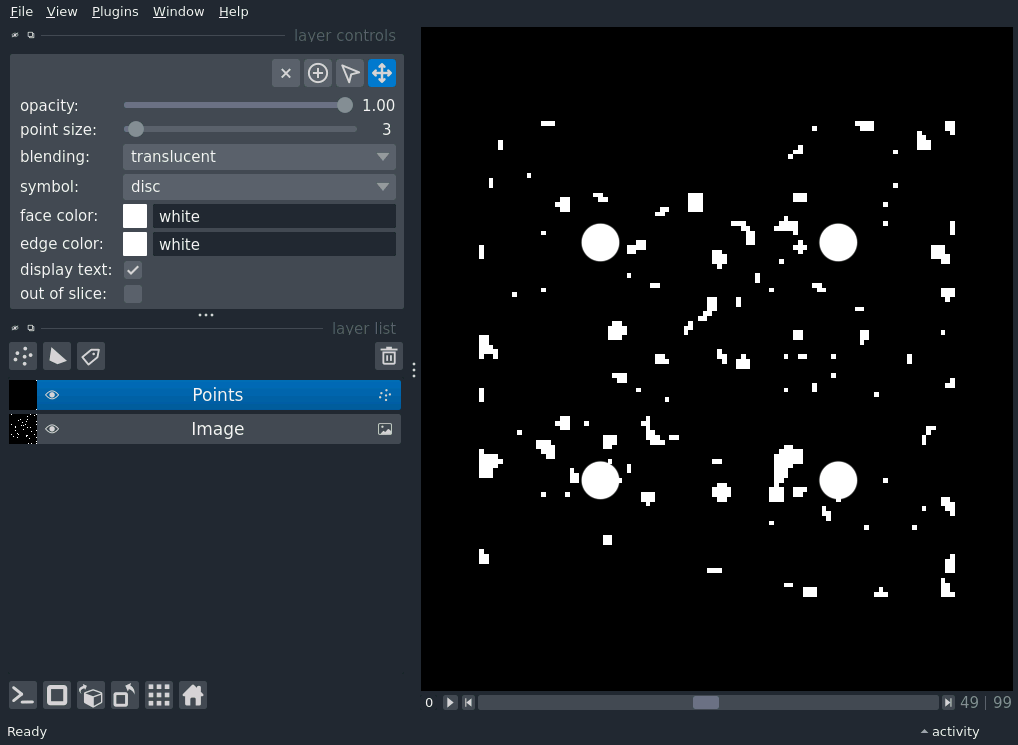 File View Plugins Window Help
layer controls
opacity: 1.00
point size: 3
blending: translucent
symbol: disc
face color: white
edge color: white
display text:
out of slice:
layer list
Points
Image
0 49 | 99
Ready activity